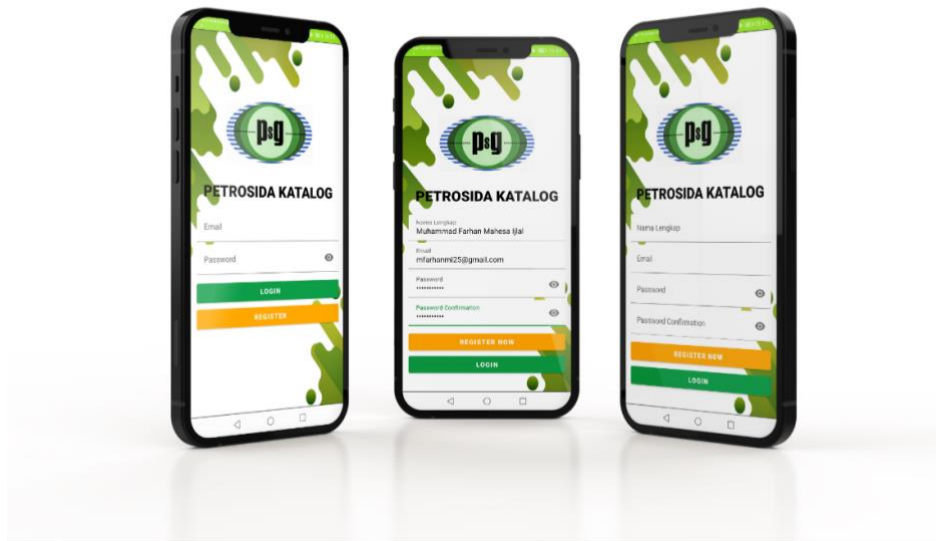 psg
PETROSIDA KATALOG
Email
Password
LOGIN
REGISTER
psg
PETROSIDA KATALOG
Nama Lengkap
Muhammad Farhan Mahesa Ijlal
Email
mfarhanmi25@gmail.com
Password
Password Confirmation
REGISTER NOW
LOGIN
psg
PETROSIDA KATALOG
Nama Lengkap
Email
Password
Password Confirmation
REGISTER NOW
LOGIN